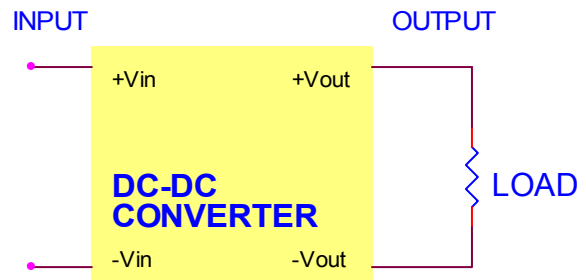 INPUT
OUTPUT
+Vin
+Vout
DC-DC
CONVERTER
LOAD
-Vin
-Vout